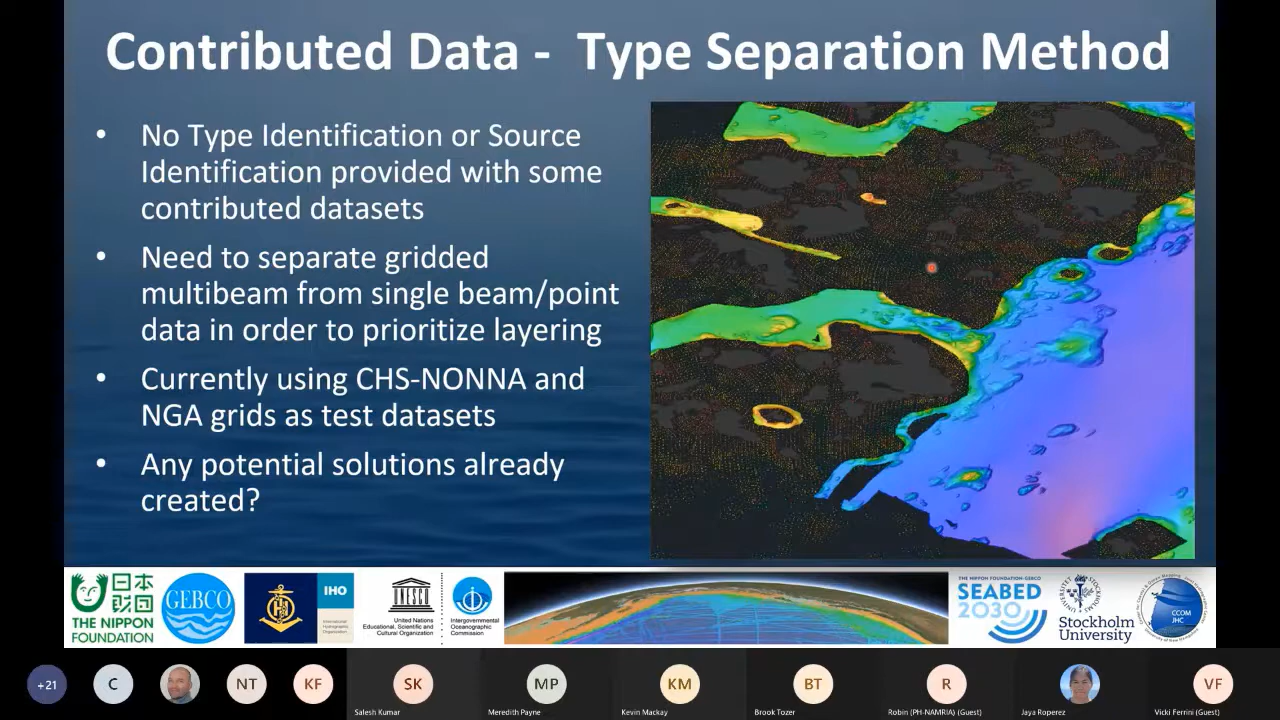 Contributed Data -  Type Separation Method
• No Type Identification or Source
Identification provided with some
contributed datasets
• Need to separate gridded
multibeam from single beam/point
data in order to prioritize layering
• Currently using CHS-NONNA and
NGA grids as test datasets
• Any potential solutions already
created?
日本
財団
THE NIPPON
FOUNDATION
GEBCO
IHO
International
Hydrographic
Organization
UNESCO
United Nations
Educational, Scientific and
Cultural Organization
Intergovernmental
Oceanographic
Commission
THE NIPPON FOUNDATION-GEBCO
SEABED
2030
Stockholm
University
CCOM
JHC
+21
C
NT
KF
SK
MP
KM
BT
R
VF
Salesh Kumar
Meredith Payne
Kevin Mackay
Brook Tozer
Robin (PH-NAMRIA) (Guest)
Jaya Roperez
Vicki Ferrini (Guest)